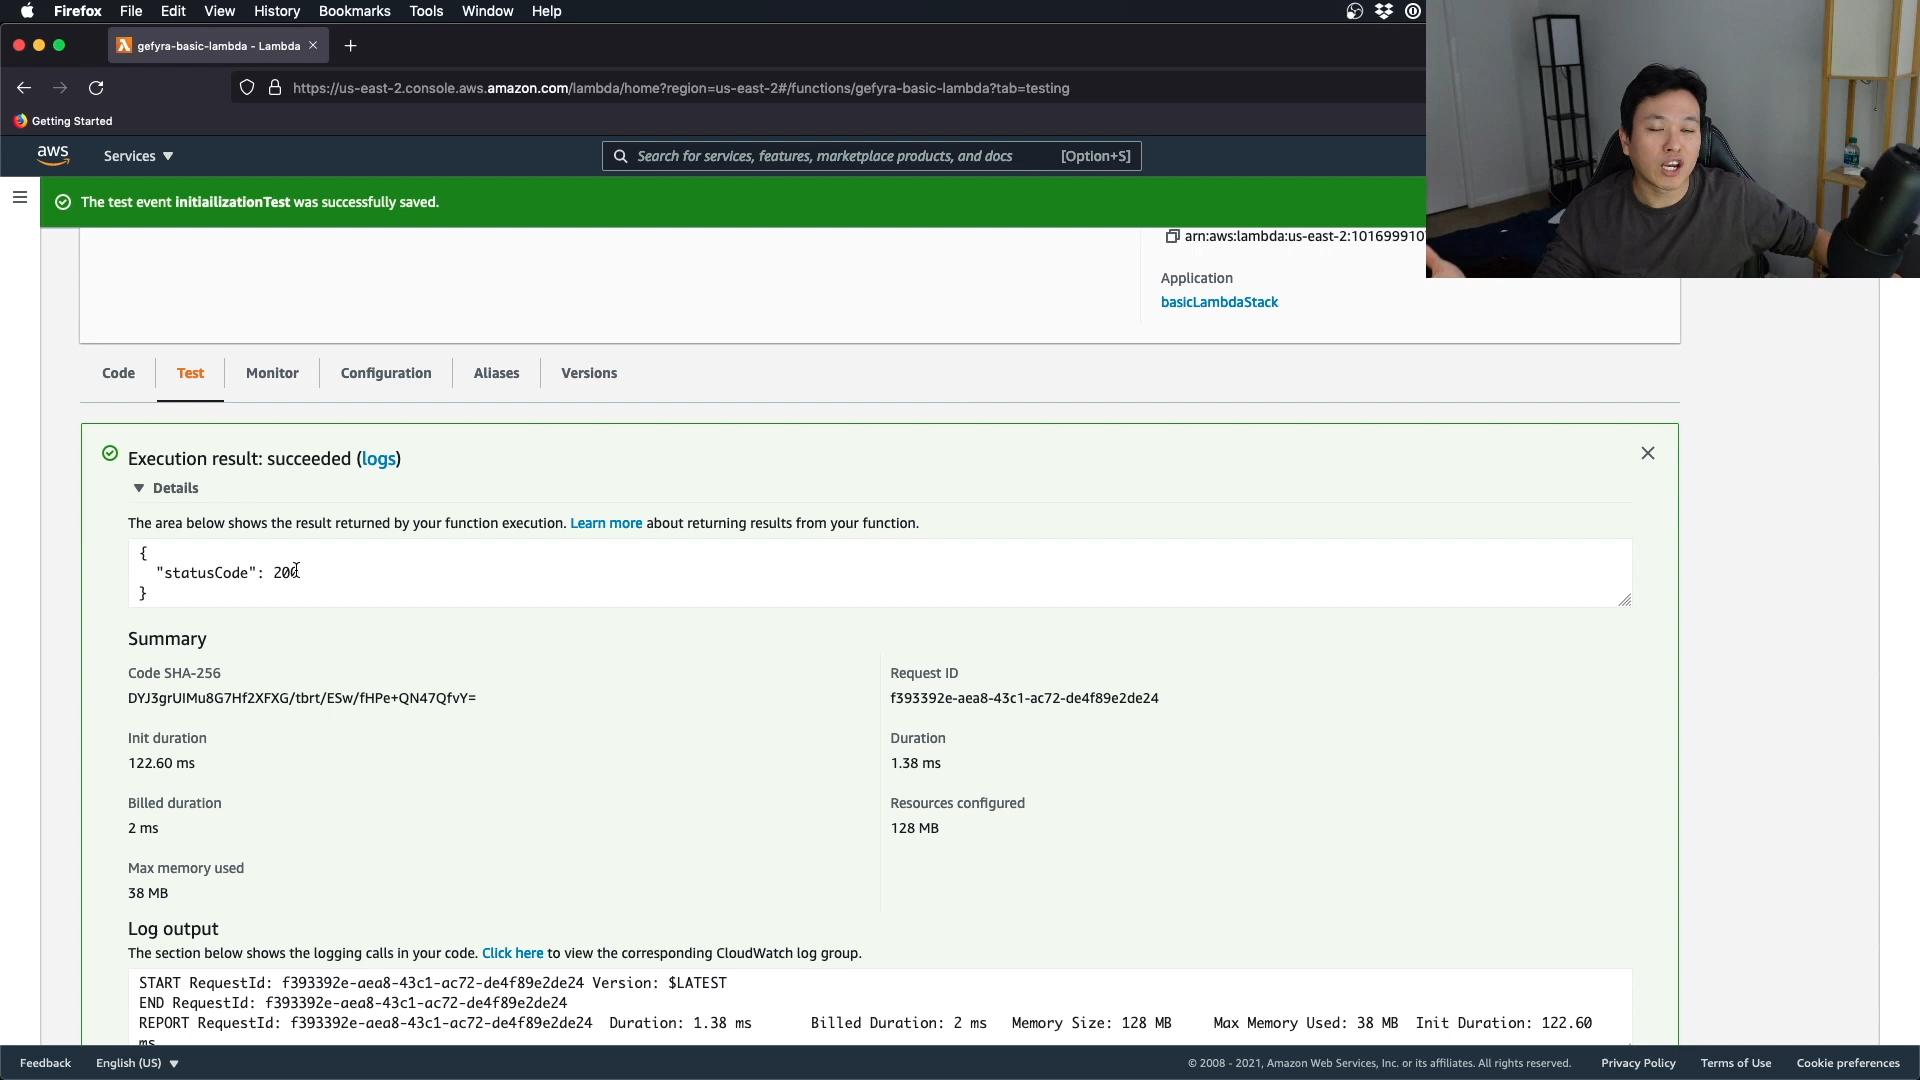 Firefox File Edit View History Bookmarks Tools Window Help
gefyra-basic-lambda - Lambda
https://us-east-2.console.aws.amazon.com/lambda/home?region=us-east-2#/functions/gefyra-basic-lambda?tab=testing
Getting Started
aws Services Search for services, features, marketplace products, and docs [Option+S]
The test event initiailizationTest was successfully saved.
arn:aws:lambda:us-east-2:10169991
Application
basicLambdaStack
Code Test Monitor Configuration Aliases Versions
Execution result: succeeded (logs)
Details
The area below shows the result returned by your function execution. Learn more about returning results from your function.
{
"statusCode": 200
}
Summary
Code SHA-256
DYJ3grUIMu8G7Hf2XFXG/tbrt/ESw/fHPe+QN47QfvY=
Request ID
f393392e-aea8-43c1-ac72-de4f89e2de24
Init duration
122.60 ms
Duration
1.38 ms
Billed duration
2 ms
Resources configured
128 MB
Max memory used
38 MB
Log output
The section below shows the logging calls in your code. Click here to view the corresponding CloudWatch log group.
START RequestId: f393392e-aea8-43c1-ac72-de4f89e2de24 Version: $LATEST
END RequestId: f393392e-aea8-43c1-ac72-de4f89e2de24
REPORT RequestId: f393392e-aea8-43c1-ac72-de4f89e2de24 Duration: 1.38 ms Billed Duration: 2 ms Memory Size: 128 MB Max Memory Used: 38 MB Init Duration: 122.60
ms
Feedback English (US) © 2008 - 2021, Amazon Web Services, Inc. or its affiliates. All rights reserved. Privacy Policy Terms of Use Cookie preferences